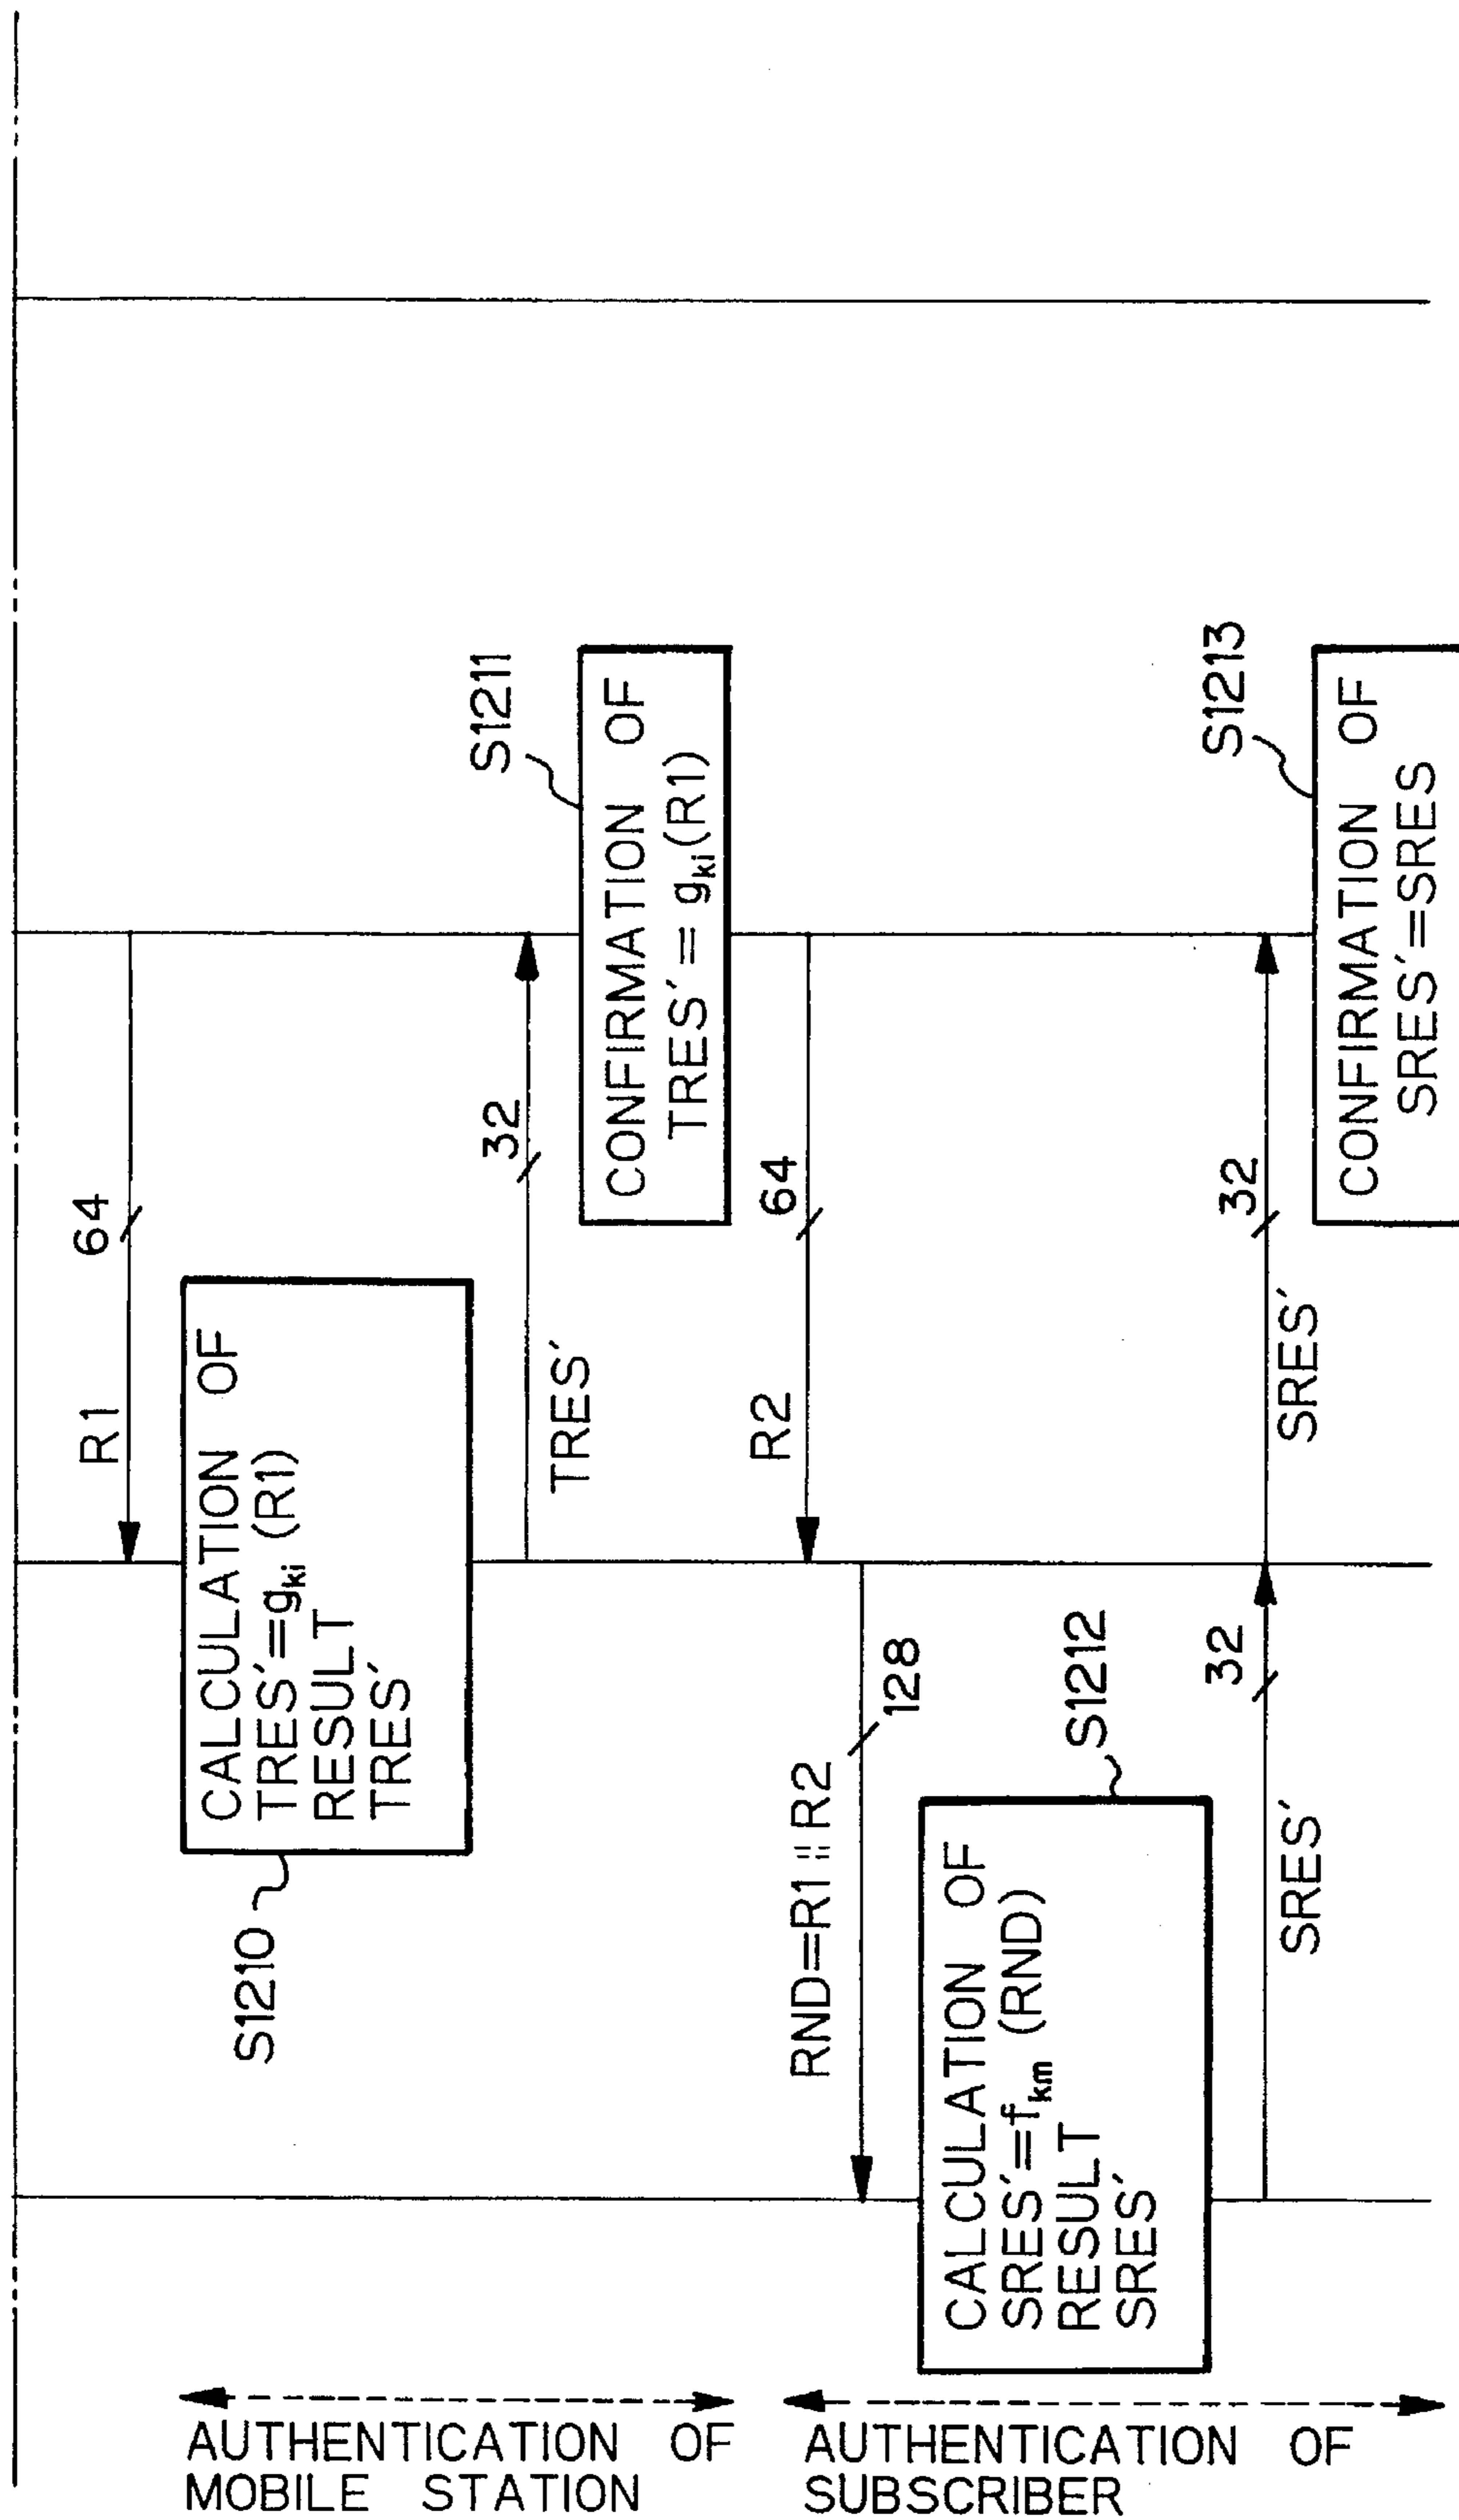 R1
64
CALCULATION OF
TRES'=gki (R1)
RESULT
TRES'
S1210
32
TRES'
S1211
CONFIRMATION OF
TRES'=gki(R1)
AUTHENTICATION OF
MOBILE STATION
R2
64
RND=R1 || R2
128
S1212
CALCULATION OF
SRES'=fkm (RND)
RESULT
SRES'
32
SRES'
32
SRES'
S1213
CONFIRMATION OF
SRES'=SRES
AUTHENTICATION OF
SUBSCRIBER